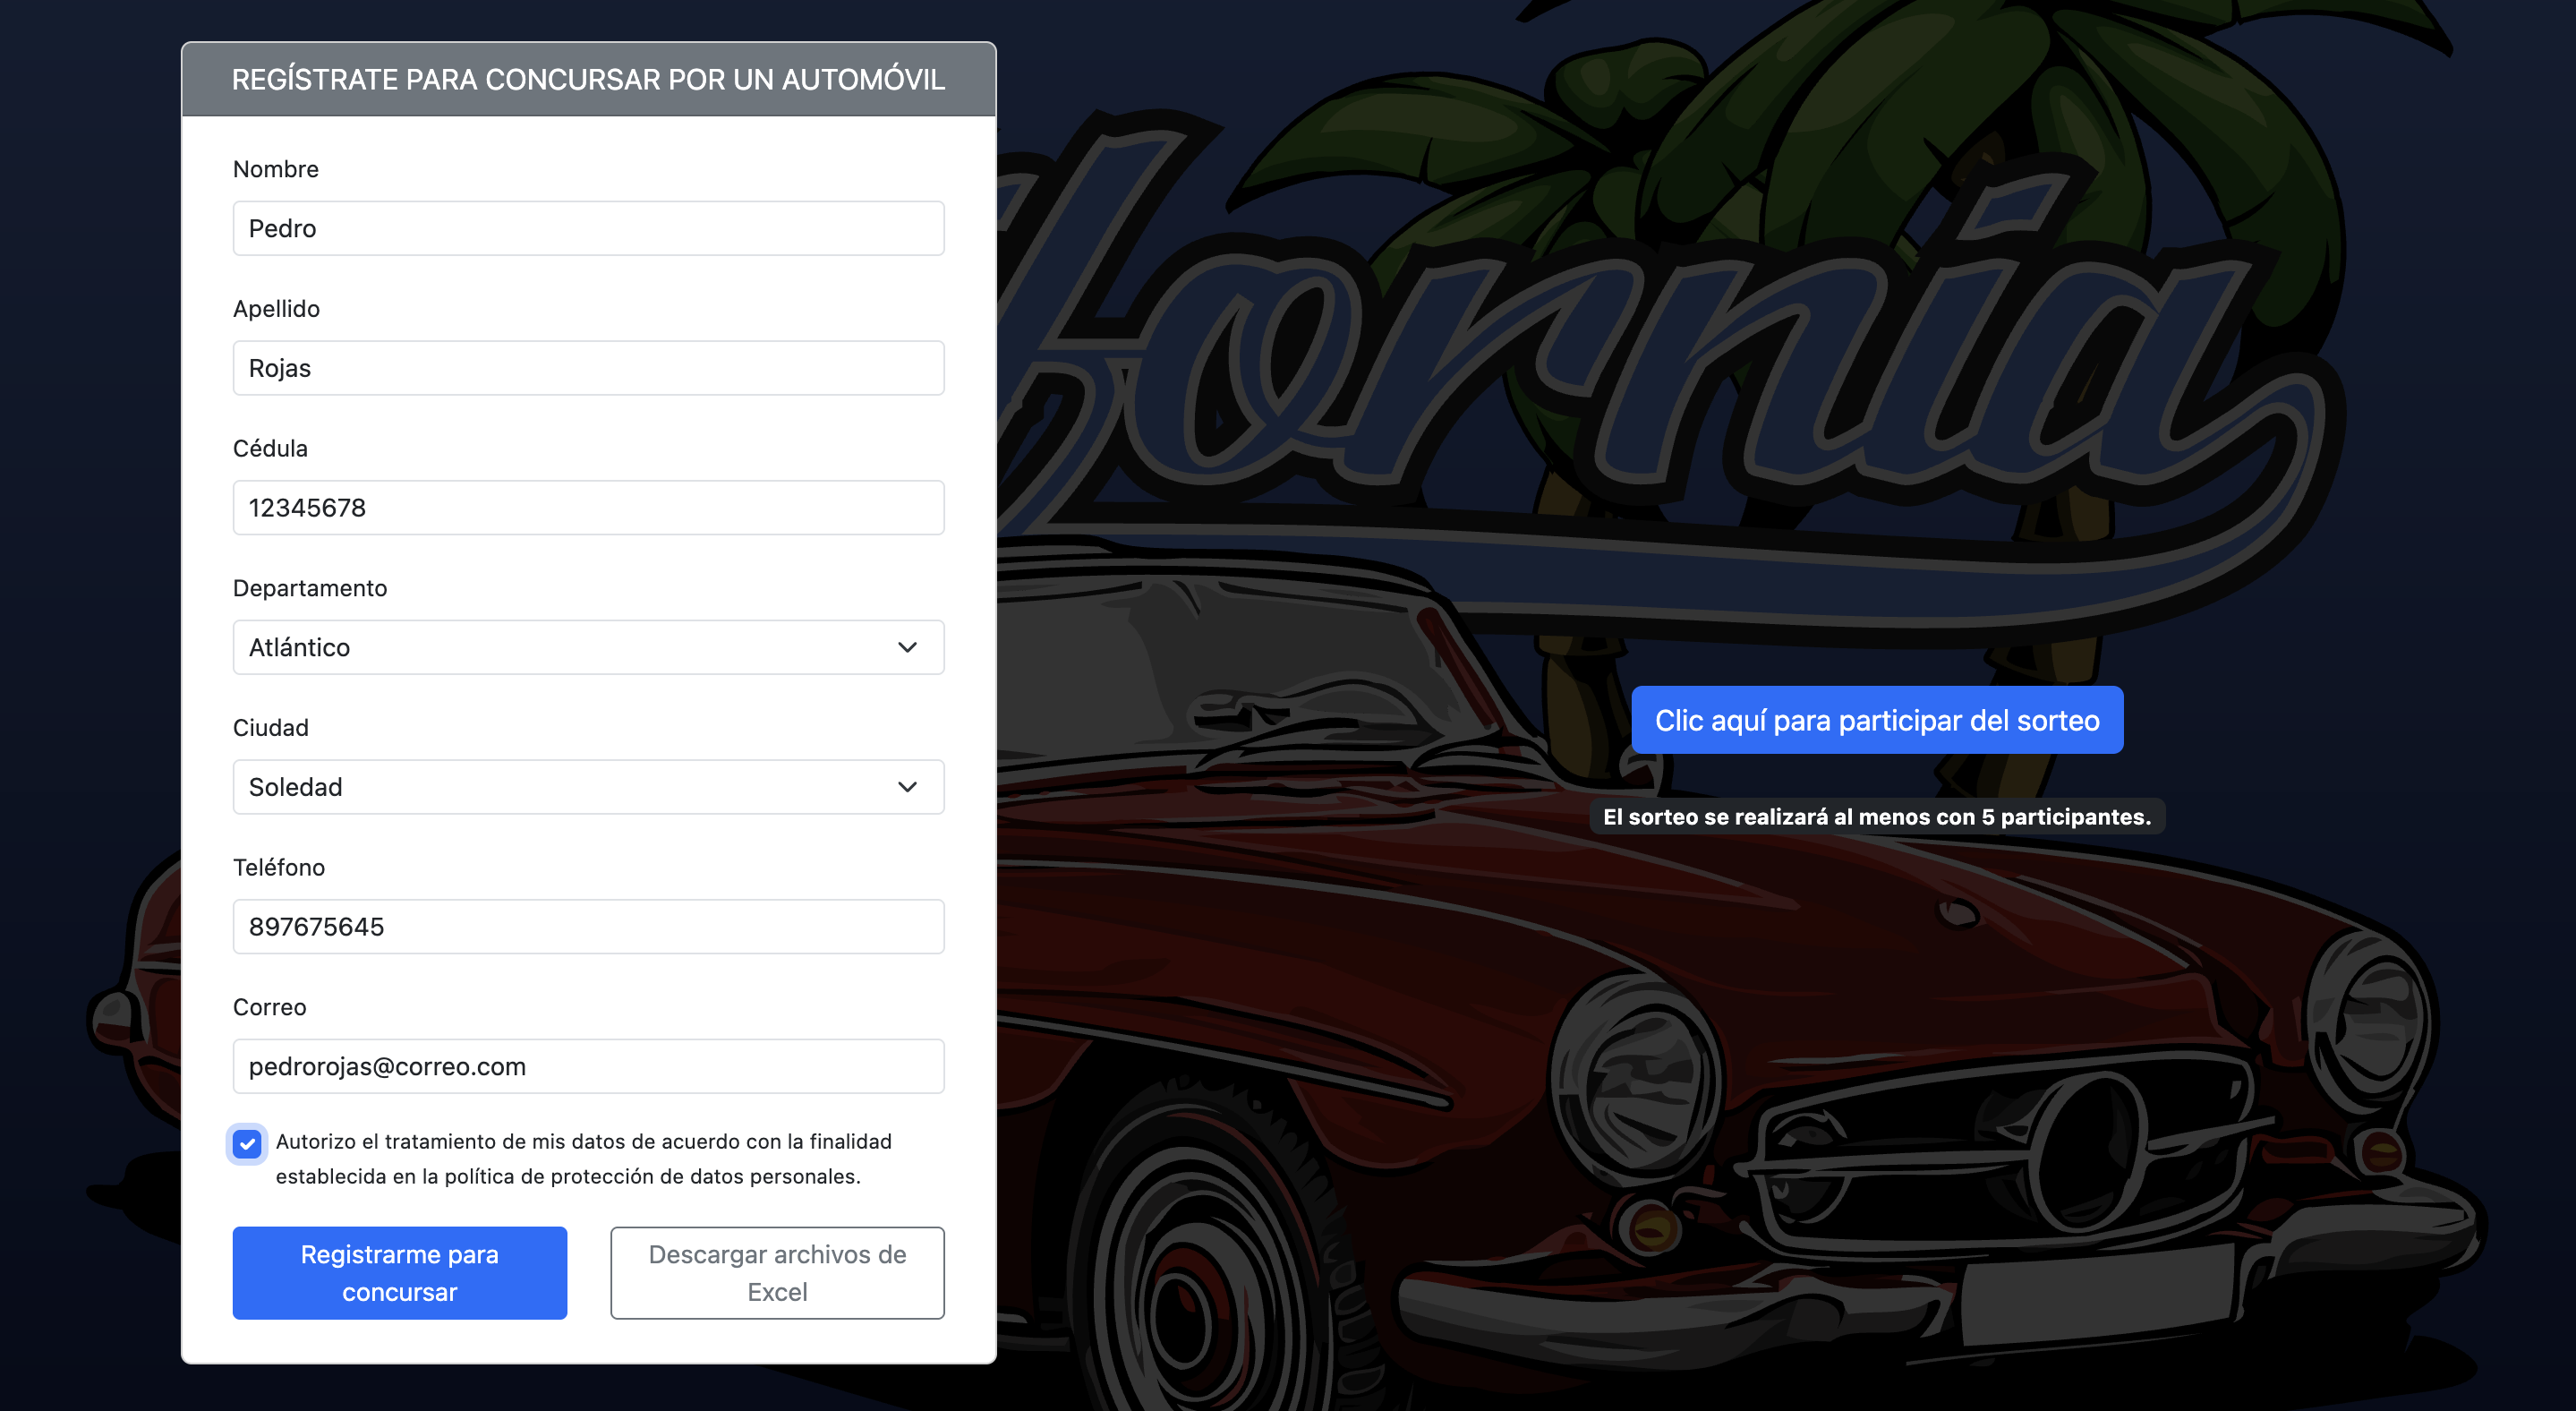 REGÍSTRATE PARA CONCURSAR POR UN AUTOMÓVIL
Nombre
Pedro
Apellido
Rojas
Cédula
12345678
Departamento
Atlántico
Ciudad
Soledad
Teléfono
897675645
Correo
pedrorojas@correo.com
Autorizo el tratamiento de mis datos de acuerdo con la finalidad
establecida en la política de protección de datos personales.
Registrarme para
concursar
Descargar archivos de
Excel
fornia
Clic aquí para participar del sorteo
El sorteo se realizará al menos con 5 participantes.